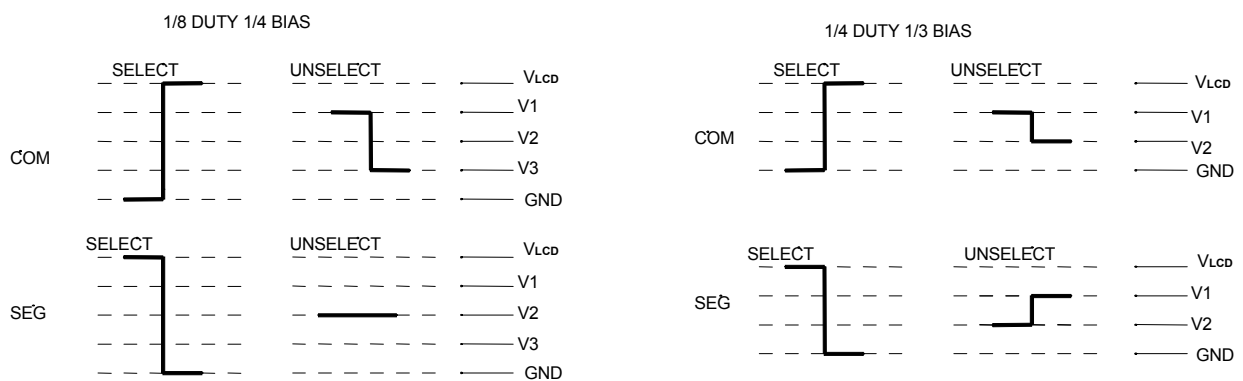 1/8 DUTY 1/4 BIAS
SELECT UNSELECT VLCD
V1
V2
COM
V3
GND
SELECT UNSELECT VLCD
V1
SEG V2
V3
GND
1/4 DUTY 1/3 BIAS
SELECT UNSELECT VLCD
V1
COM V2
GND
SELECT UNSELECT VLCD
V1
SEG
V2
GND